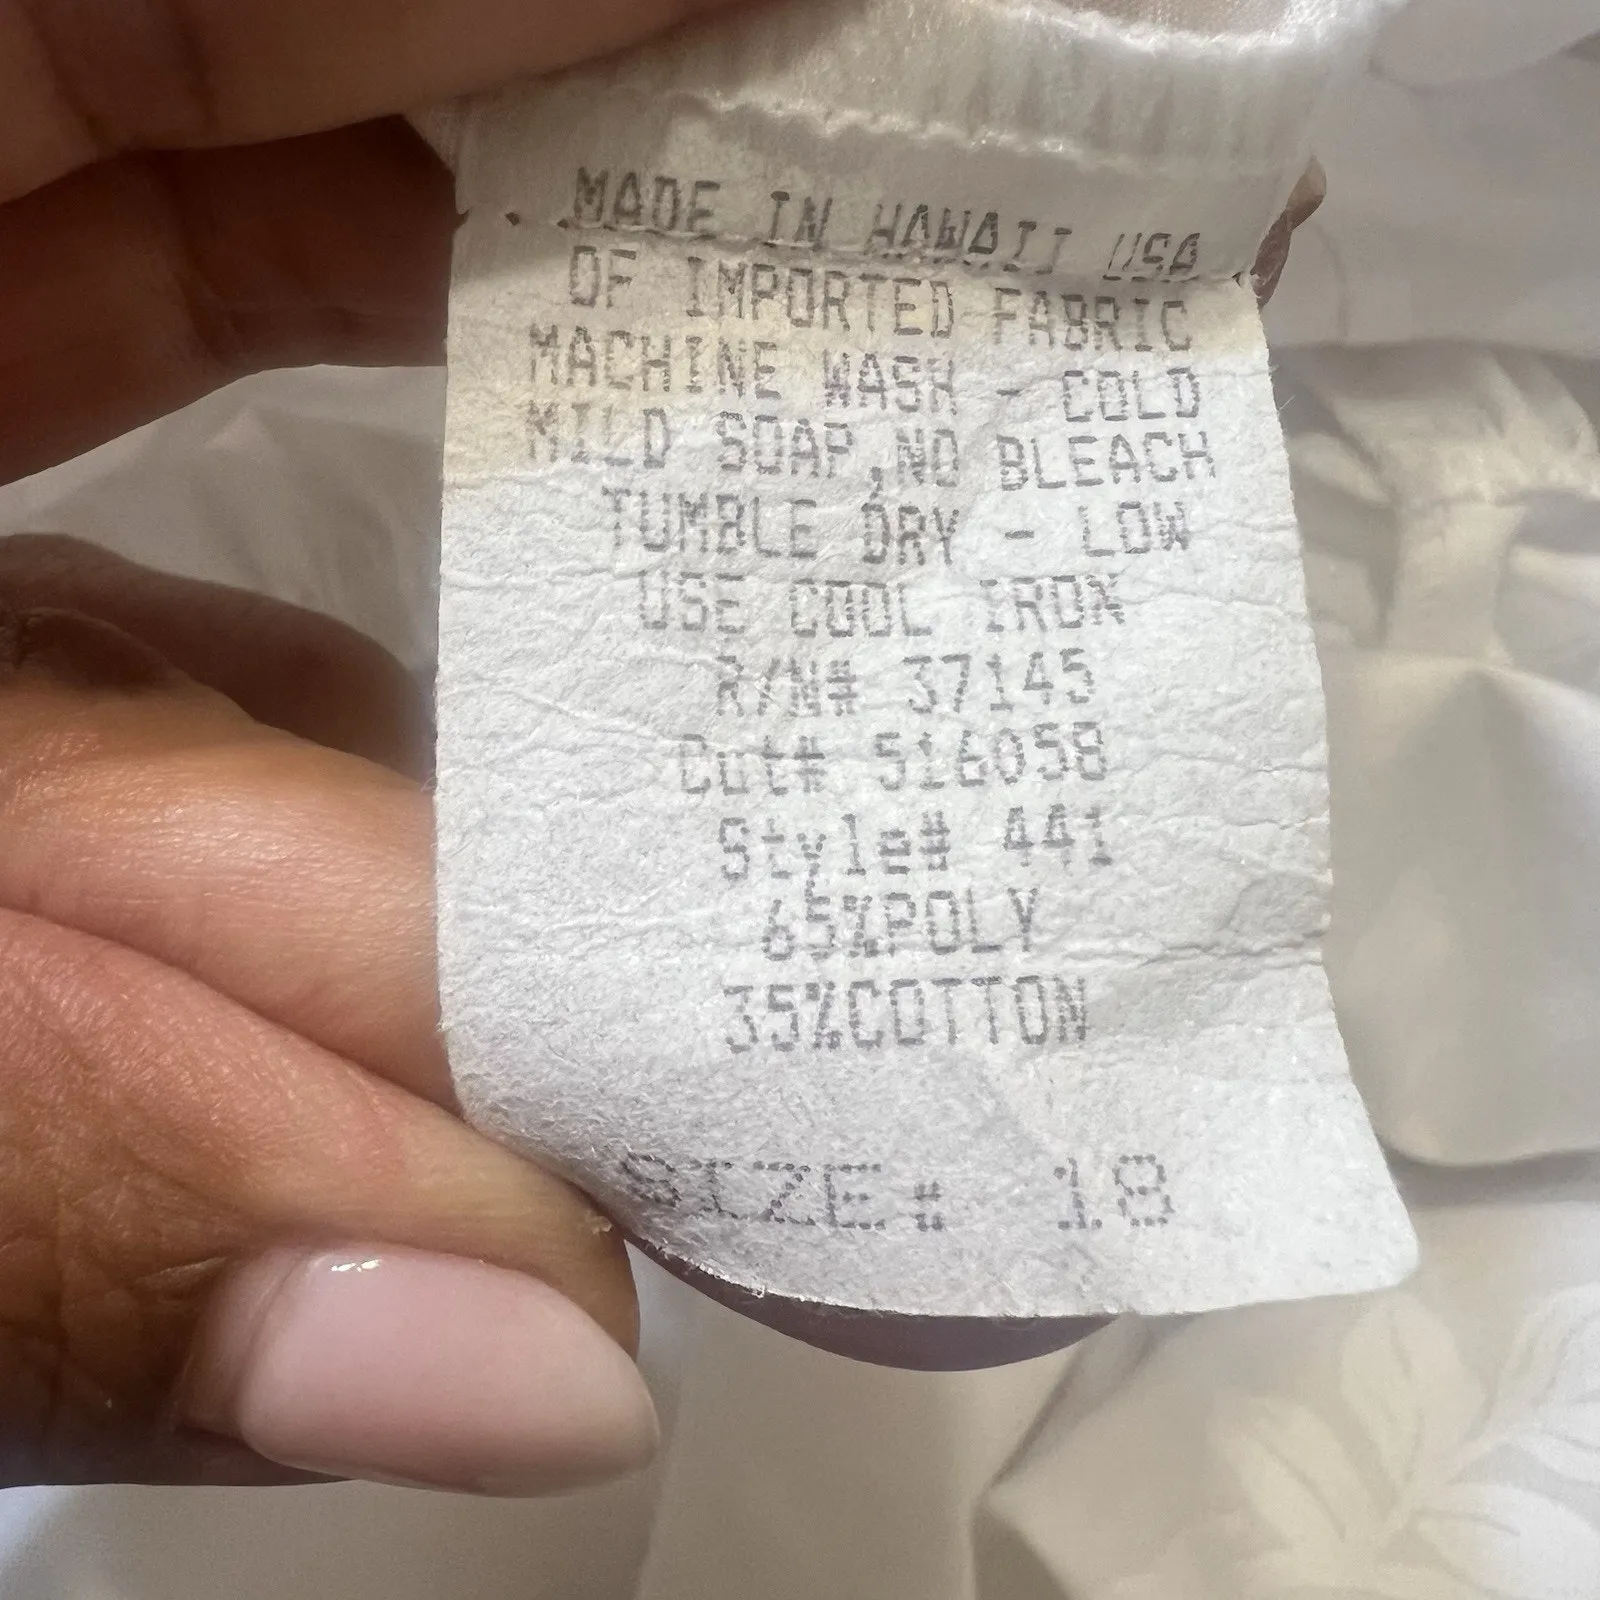 MADE IN HAWAII USA
OF IMPORTED FABRIC
MACHINE WASH - COLD
MILD SOAP,NO BLEACH
TUMBLE DRY - LOW
USE COOL IRON
R/N# 37145
Cut# 516058
Style# 441
65%POLY
35%COTTON
SIZE: 18